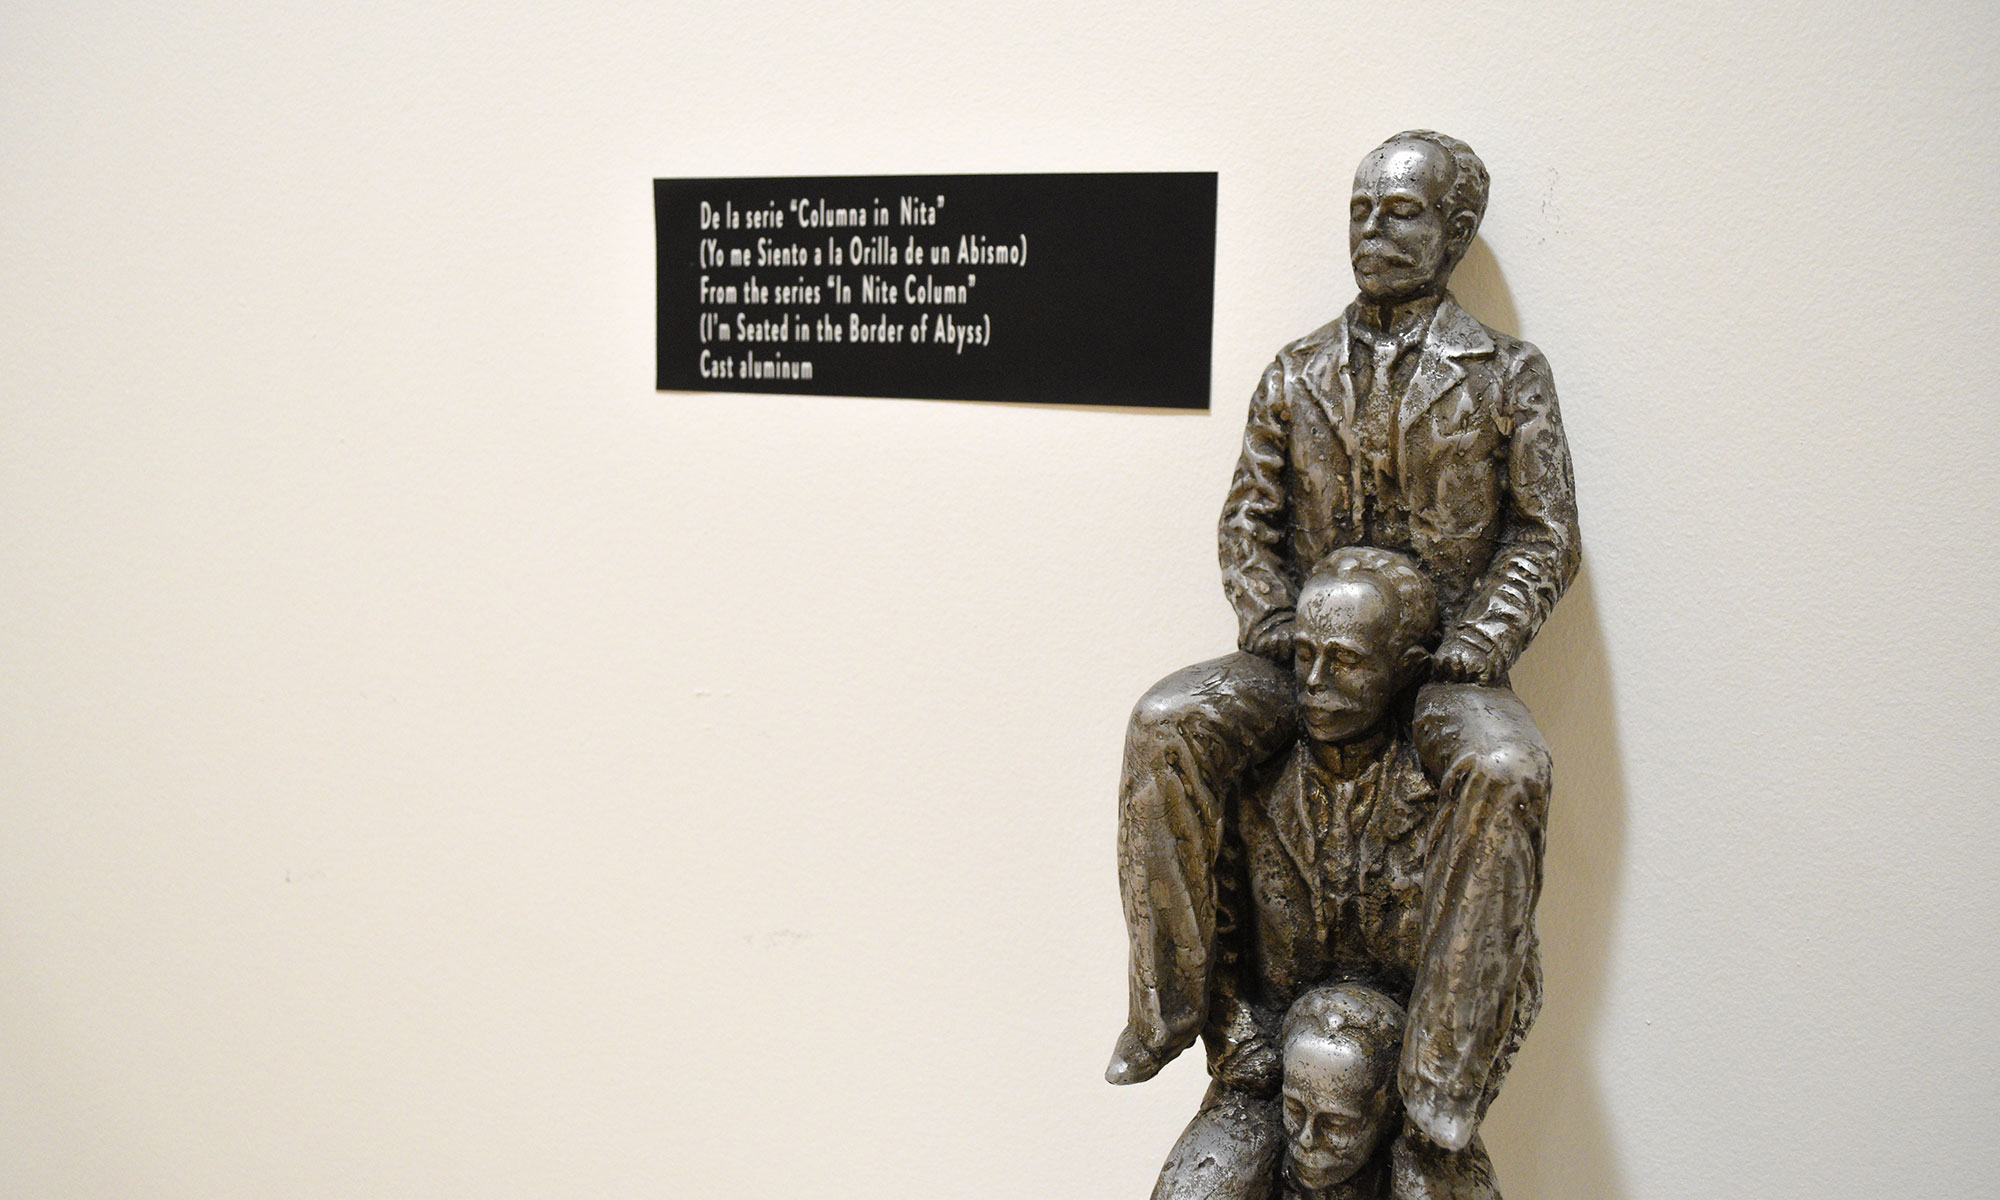 De la serie “Columna in Nita”
(Yo me Siento a la Orilla de un Abismo)
From the series “In Nite Column”
(I’m Seated in the Border of Abyss)
Cast aluminum